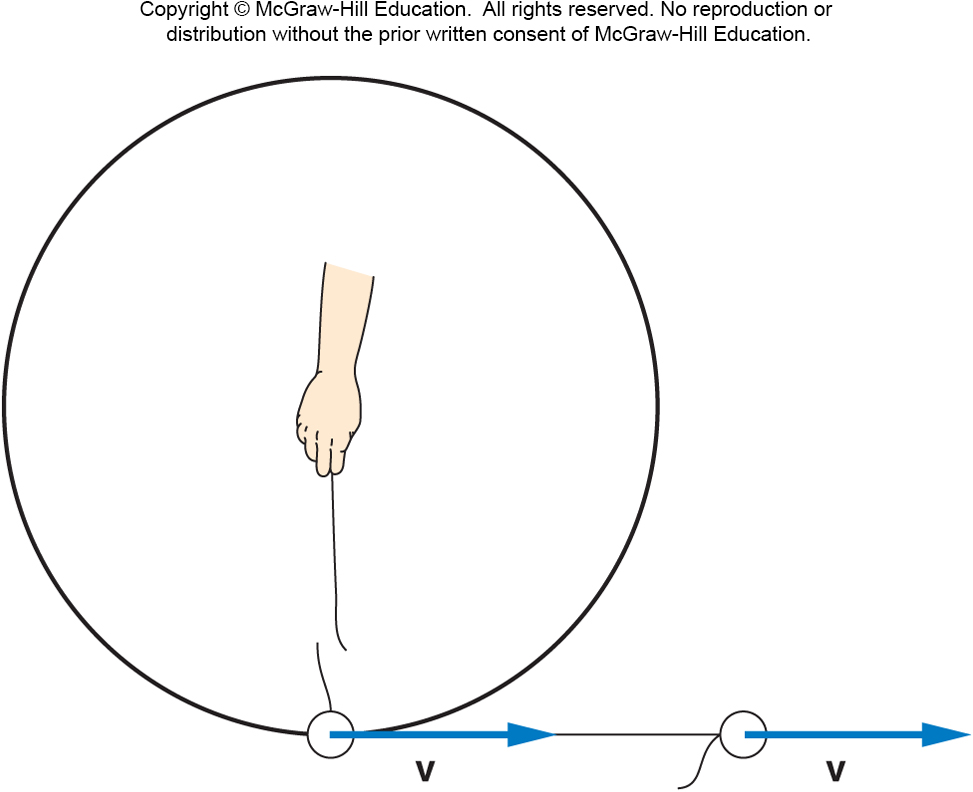 Copyright © McGraw-Hill Education.  All rights reserved. No reproduction or
distribution without the prior written consent of McGraw-Hill Education.
v
v